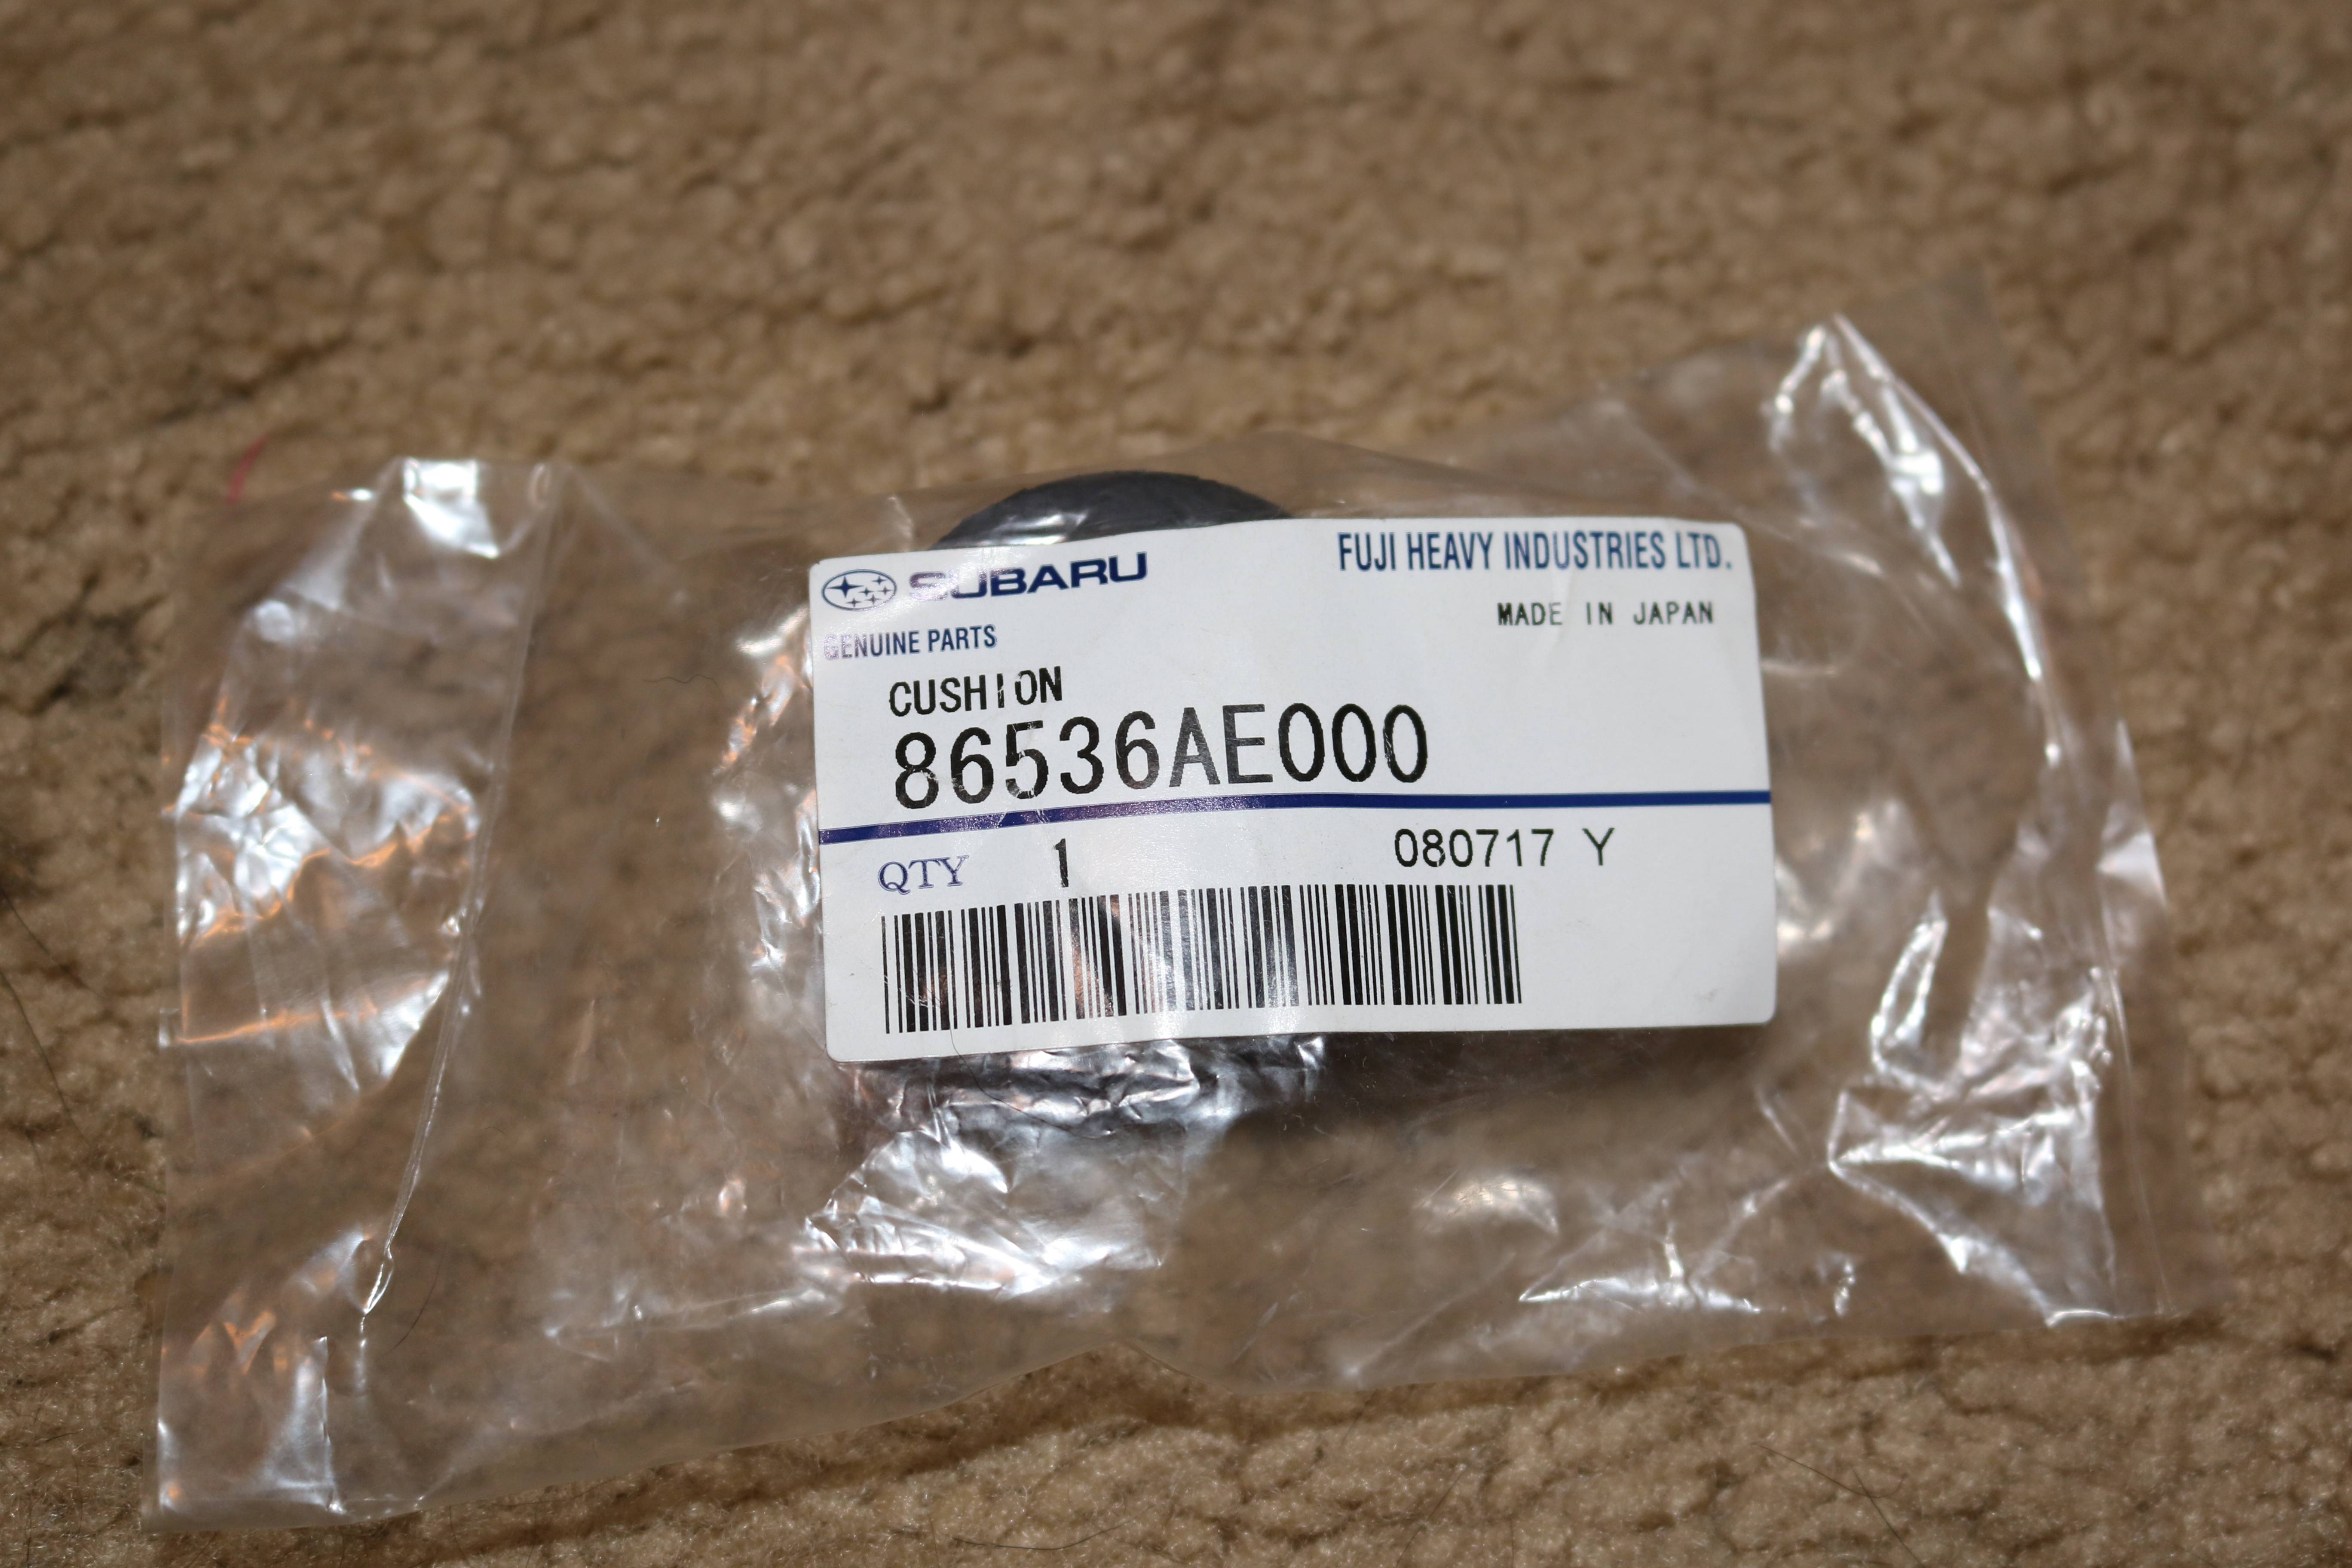 SUBARU
FUJI HEAVY INDUSTRIES LTD.
MADE IN JAPAN
GENUINE PARTS
CUSHION
86536AE000
QTY 1 080717 Y